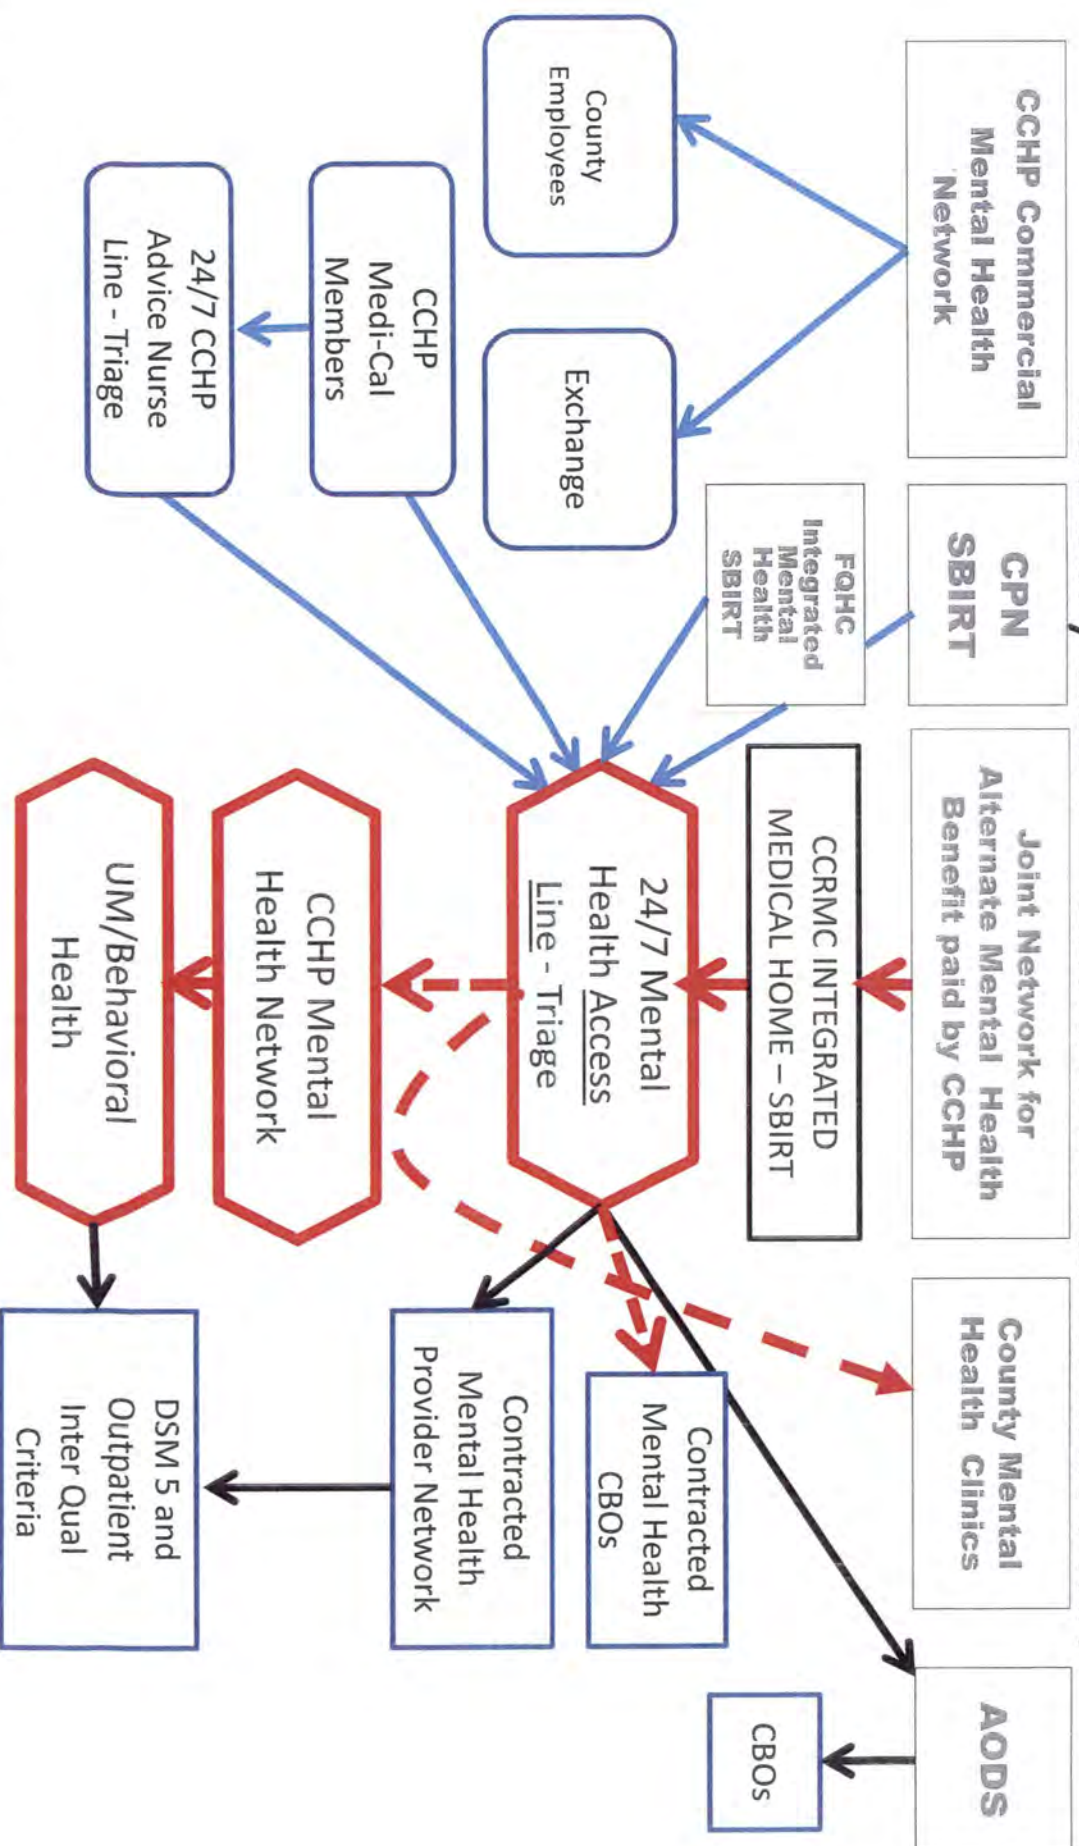 CCHP Commercial
Mental Health
Network
CPN
SBIRT
Joint Network for
Alternate Mental Health
Benefit paid by CCHP
County Mental
Health Clinics
AODS
County
Employees
Exchange
FQHC
Integrated
Mental
Health
SBIRT
CCRMC INTEGRATED
MEDICAL HOME – SBIRT
CBOs
CCHP
Medi-Cal
Members
24/7 Mental
Health Access
Line - Triage
Contracted
Mental Health
CBOs
24/7 CCHP
Advice Nurse
Line - Triage
CCHP Mental
Health Network
Contracted
Mental Health
Provider Network
UM/Behavioral
Health
DSM 5 and
Outpatient
Inter Qual
Criteria